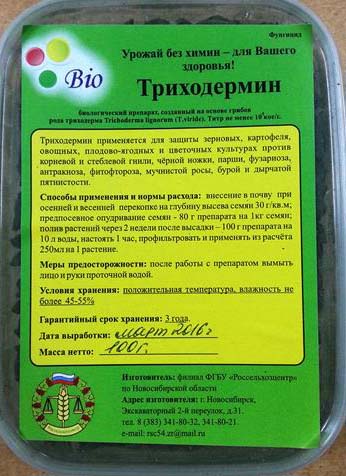 Фунгицид
Bio
Урожай без химии – для Вашего
здоровья!
Триходермин
биологический препарат, созданный на основе грибов
рода триходерма Trichoderma lignorum (T.viride). Титр не менее 10⁹кое/г.
Триходермин применяется для защиты зерновых, картофеля,
овощных, плодово-ягодных и цветочных культурах против
корневой и стеблевой гнили, чёрной ножки, парши, фузариоза,
антракноза, фитофтороза, мучнистой росы, бурой и дырчатой
пятнистости.
Способы применения и нормы расхода: внесение в почву при
осенней и весенней перекопке на глубину высева семян 30 г/кв.м;
предпосевное опудривание семян - 80 г препарата на 1кг семян;
полив растений через 2 недели после высадки – 100 г препарата на
10 л воды, настоять 1 час, профильтровать и применять из расчёта
250мл на 1 растение.
Меры предосторожности: после работы с препаратом вымыть
лицо и руки проточной водой.
Условия хранения: положительная температура, влажность не
более 45-55%
Гарантийный срок хранения: 3 года.
Дата выработки: март 2016 г
Масса нетто: 100г.
Изготовитель: филиал ФГБУ «Россельхозцентр»
по Новосибирской области
Адрес изготовителя: г. Новосибирск,
Экскаваторный 2-й переулок, д.31.
тел. 8 (383) 341-80-32, 341-80-21.
e-mail: rsc54.zr@mail.ru